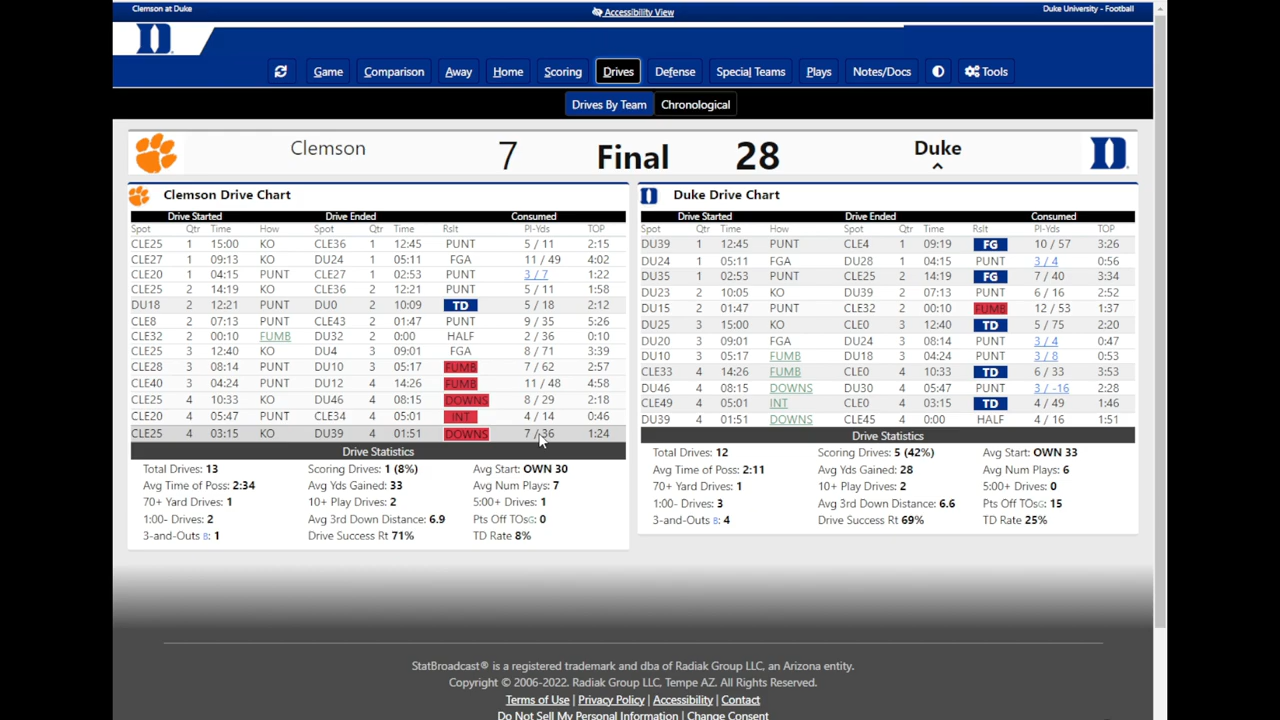 Clemson at Duke
Accessibility View
Duke University - Football
Game Comparison Away Home Scoring Drives Defense Special Teams Plays Notes/Docs Tools
Drives By Team Chronological
Clemson 7 Final 28 Duke
Clemson Drive Chart
Drive Started Drive Ended Consumed
Spot Qtr Time How Spot Qtr Time Rslt Pl-Yds TOP
CLE25 1 15:00 KO CLE36 1 12:45 PUNT 5 / 11 2:15
CLE27 1 09:13 KO DU24 1 05:11 FGA 11 / 49 4:02
CLE20 1 04:15 PUNT CLE27 1 02:53 PUNT 3 / 7 1:22
CLE25 2 14:19 KO CLE36 2 12:21 PUNT 5 / 11 1:58
DU18 2 12:21 PUNT DU0 2 10:09 TD 5 / 18 2:12
CLE8 2 07:13 PUNT CLE43 2 01:47 PUNT 9 / 35 5:26
CLE32 2 00:10 FUMB DU32 2 0:00 HALF 2 / 36 0:10
CLE25 3 12:40 KO DU4 3 09:01 FGA 8 / 71 3:39
CLE28 3 08:14 PUNT DU10 3 05:17 FUMB 7 / 62 2:57
CLE40 3 04:24 PUNT DU12 4 14:26 FUMB 11 / 48 4:58
CLE25 4 10:33 KO DU46 4 08:15 DOWNS 8 / 29 2:18
CLE20 4 05:47 PUNT CLE34 4 05:01 INT 4 / 14 0:46
CLE25 4 03:15 KO DU39 4 01:51 DOWNS 7 / 36 1:24
Drive Statistics
Total Drives: 13 Scoring Drives: 1 (8%) Avg Start: OWN 30
Avg Time of Poss: 2:34 Avg Yds Gained: 33 Avg Num Plays: 7
70+ Yard Drives: 1 10+ Play Drives: 2 5:00+ Drives: 1
1:00- Drives: 2 Avg 3rd Down Distance: 6.9 Pts Off TOsG: 0
3-and-Outs B: 1 Drive Success Rt 71% TD Rate 8%
Duke Drive Chart
Drive Started Drive Ended Consumed
Spot Qtr Time How Spot Qtr Time Rslt Pl-Yds TOP
DU39 1 12:45 PUNT CLE4 1 09:19 FG 10 / 57 3:26
DU24 1 05:11 FGA DU28 1 04:15 PUNT 3 / 4 0:56
DU35 1 02:53 PUNT CLE25 2 14:19 FG 7 / 40 3:34
DU23 2 10:05 KO DU39 2 07:13 PUNT 6 / 16 2:52
DU15 2 01:47 PUNT CLE32 2 00:10 FUMB 12 / 53 1:37
DU25 3 15:00 KO CLE0 3 12:40 TD 5 / 75 2:20
DU20 3 09:01 FGA DU24 3 08:14 PUNT 3 / 4 0:47
DU10 3 05:17 FUMB DU18 3 04:24 PUNT 3 / 8 0:53
CLE33 4 14:26 FUMB CLE0 4 10:33 TD 6 / 33 3:53
DU46 4 08:15 DOWNS DU30 4 05:47 PUNT 3 / -16 2:28
CLE49 4 05:01 INT CLE0 4 03:15 TD 4 / 49 1:46
DU39 4 01:51 DOWNS CLE45 4 0:00 HALF 4 / 16 1:51
Drive Statistics
Total Drives: 12 Scoring Drives: 5 (42%) Avg Start: OWN 33
Avg Time of Poss: 2:11 Avg Yds Gained: 28 Avg Num Plays: 6
70+ Yard Drives: 1 10+ Play Drives: 2 5:00+ Drives: 0
1:00- Drives: 3 Avg 3rd Down Distance: 6.6 Pts Off TOsG: 15
3-and-Outs B: 4 Drive Success Rt 69% TD Rate 25%
StatBroadcast® is a registered trademark and dba of Radiak Group LLC, an Arizona entity.
Copyright © 2006-2022. Radiak Group LLC, Tempe AZ. All Rights Reserved.
Terms of Use | Privacy Policy | Accessibility | Contact
Do Not Sell My Personal Information | Change Consent